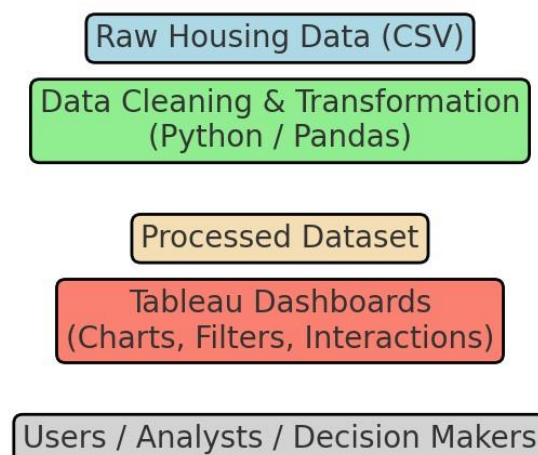 Raw Housing Data (CSV)
Data Cleaning & Transformation
(Python / Pandas)
Processed Dataset
Tableau Dashboards
(Charts, Filters, Interactions)
Users / Analysts / Decision Makers